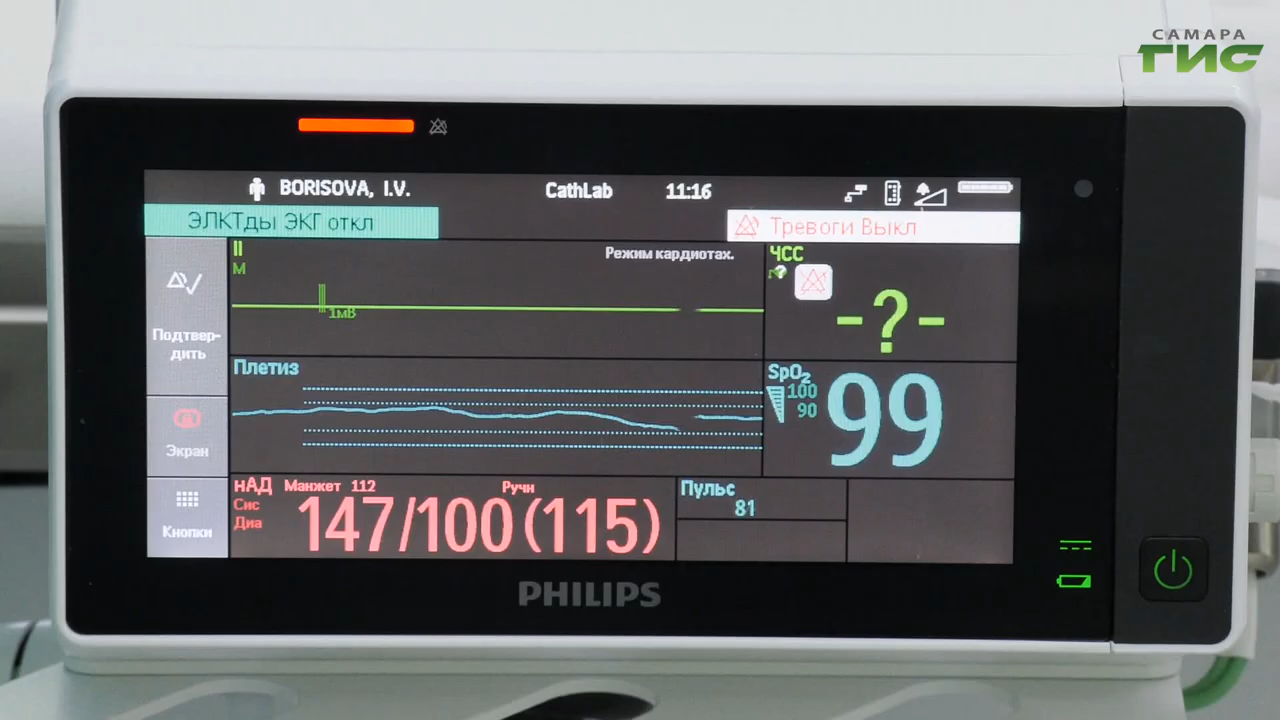 САМАРА
ГИС
BORISOVA, I.V. CathLab 11:16
ЭЛКТды ЭКГ откл
Тревоги Выкл
II
M
Режим кардиотах.
1мВ
ЧСС
-?-
Подтвер-
дить
Плетиз
SpO₂
100
90
99
Экран
нАД Манжет 112 Ручн
Сис
Диа
147/100(115)
Пульс
81
Кнопки
PHILIPS